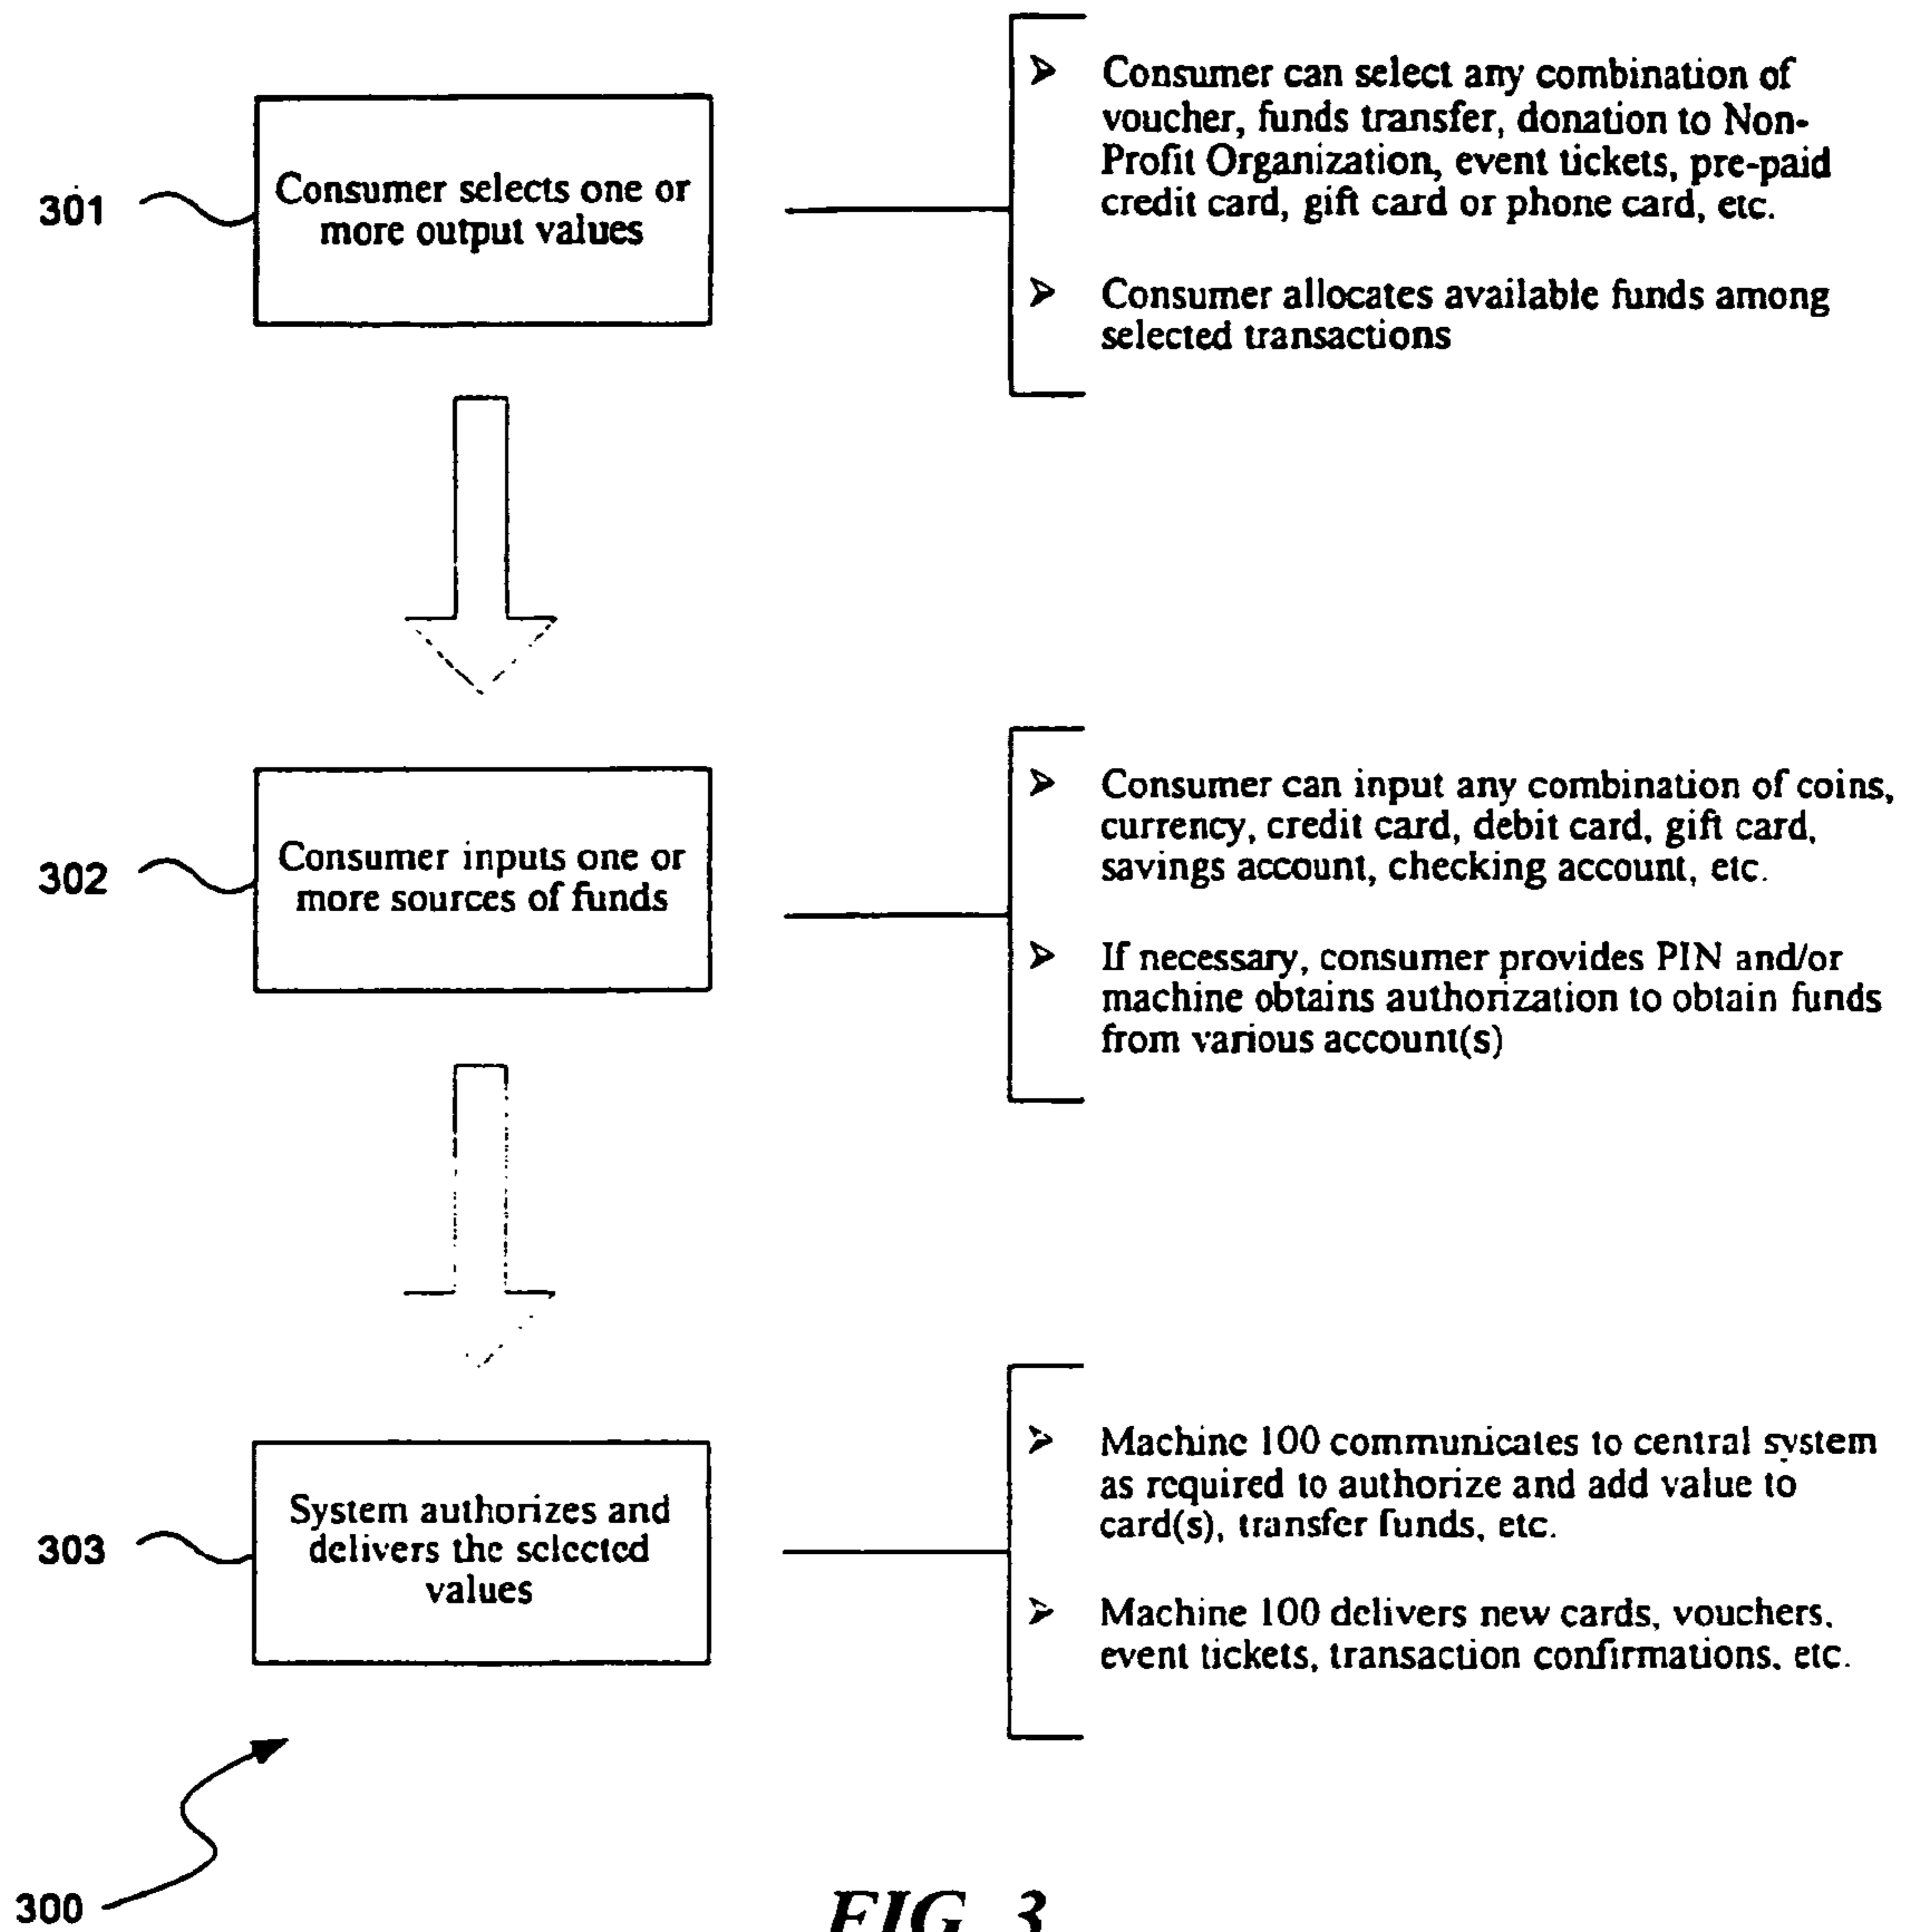 301
Consumer selects one or
more output values
➤ Consumer can select any combination of
voucher, funds transfer, donation to Non-
Profit Organization, event tickets, pre-paid
credit card, gift card or phone card, etc.
➤ Consumer allocates available funds among
selected transactions
302
Consumer inputs one or
more sources of funds
➤ Consumer can input any combination of coins,
currency, credit card, debit card, gift card,
savings account, checking account, etc.
➤ If necessary, consumer provides PIN and/or
machine obtains authorization to obtain funds
from various account(s)
303
System authorizes and
delivers the selected
values
➤ Machine 100 communicates to central system
as required to authorize and add value to
card(s), transfer funds, etc.
➤ Machine 100 delivers new cards, vouchers,
event tickets, transaction confirmations, etc.
300
FIG. 3